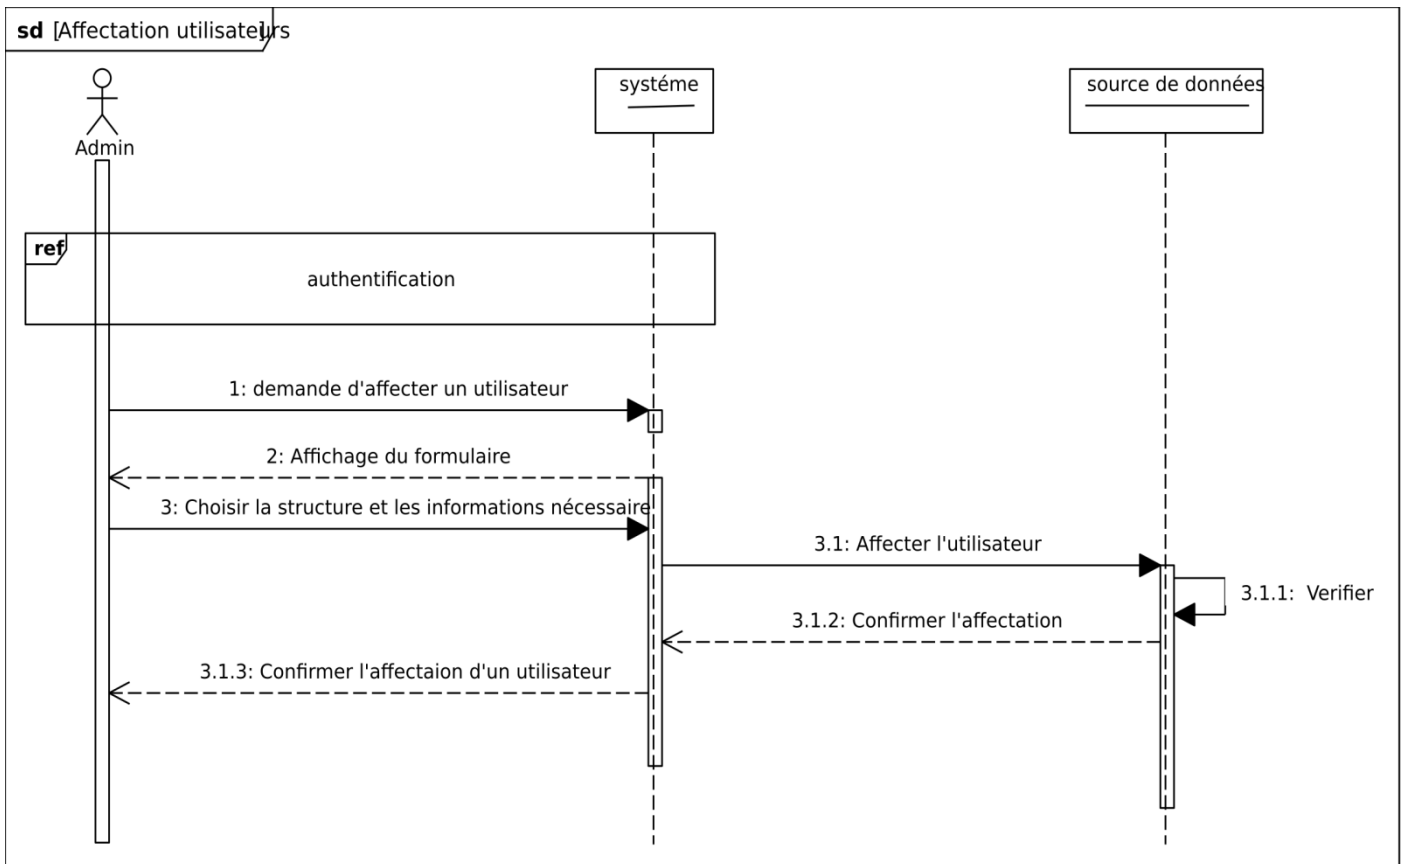 sd [Affectation utilisateurs]
systéme
source de données
Admin
ref
authentification
1: demande d'affecter un utilisateur
2: Affichage du formulaire
3: Choisir la structure et les informations nécessaire
3.1: Affecter l'utilisateur
3.1.1: Verifier
3.1.2: Confirmer l'affectation
3.1.3: Confirmer l'affectaion d'un utilisateur